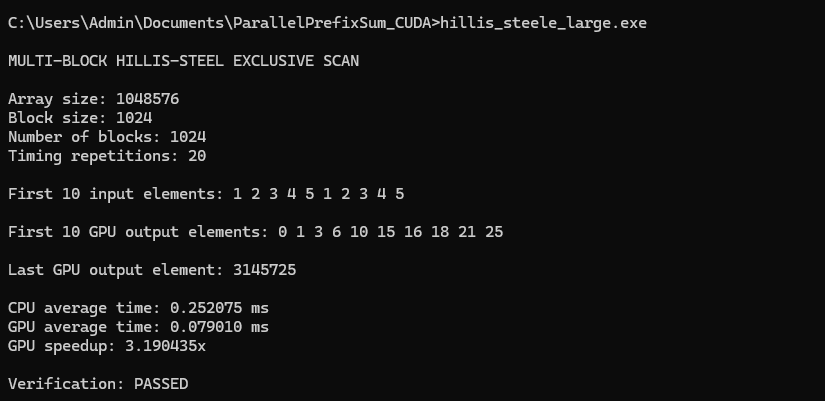 C:\Users\Admin\Documents\ParallelPrefixSum_CUDA>hillis_steele_large.exe
MULTI-BLOCK HILLIS-STEEL EXCLUSIVE SCAN
Array size: 1048576
Block size: 1024
Number of blocks: 1024
Timing repetitions: 20
First 10 input elements: 1 2 3 4 5 1 2 3 4 5
First 10 GPU output elements: 0 1 3 6 10 15 16 18 21 25
Last GPU output element: 3145725
CPU average time: 0.252075 ms
GPU average time: 0.079010 ms
GPU speedup: 3.190435x
Verification: PASSED